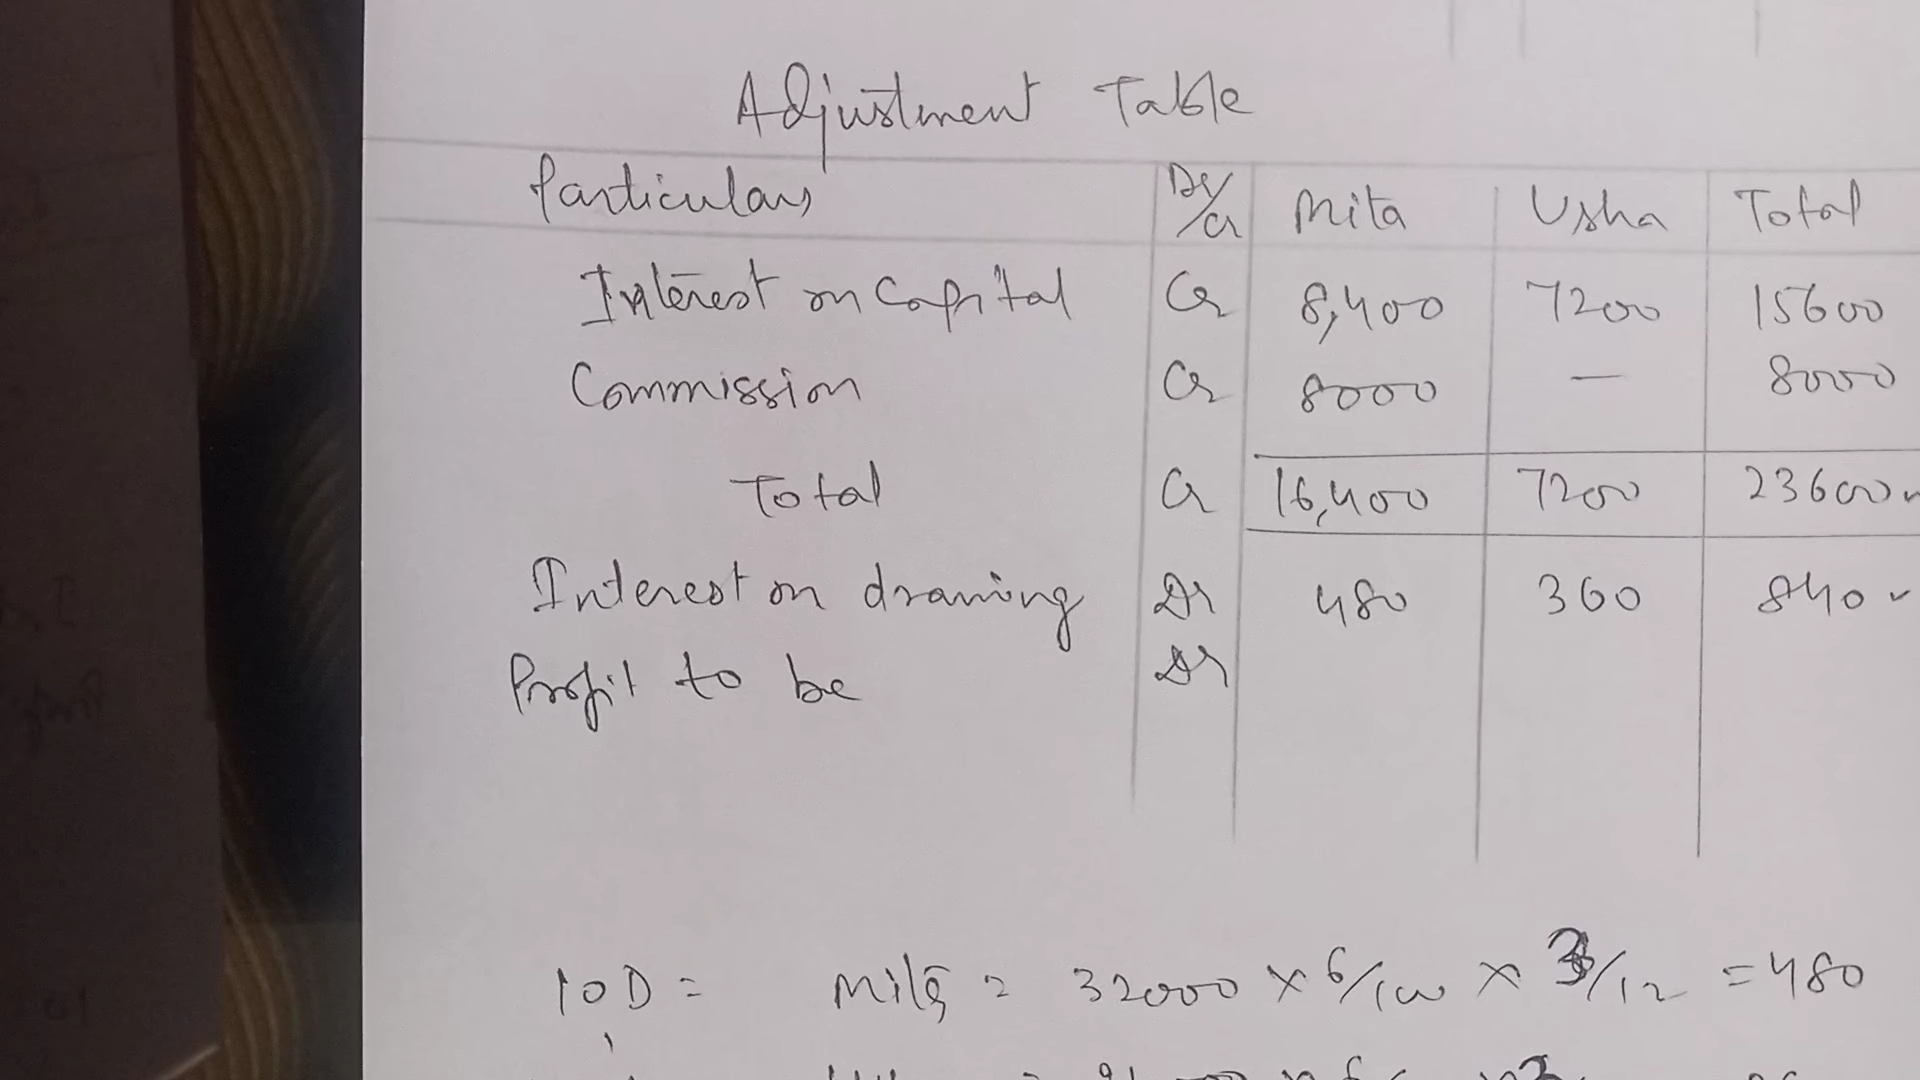 Adjustment Table
Particulars Dr/Cr Mita Usha Total
Interest on Capital Cr 8,400 7200 15600
Commission Cr 8000 — 8000
Total Cr 16,400 7200 23600
Interest on drawing Dr 480 360 840
Profit to be Dr
IOD = Mita = 32000 × 6/100 × 3/12 = 480